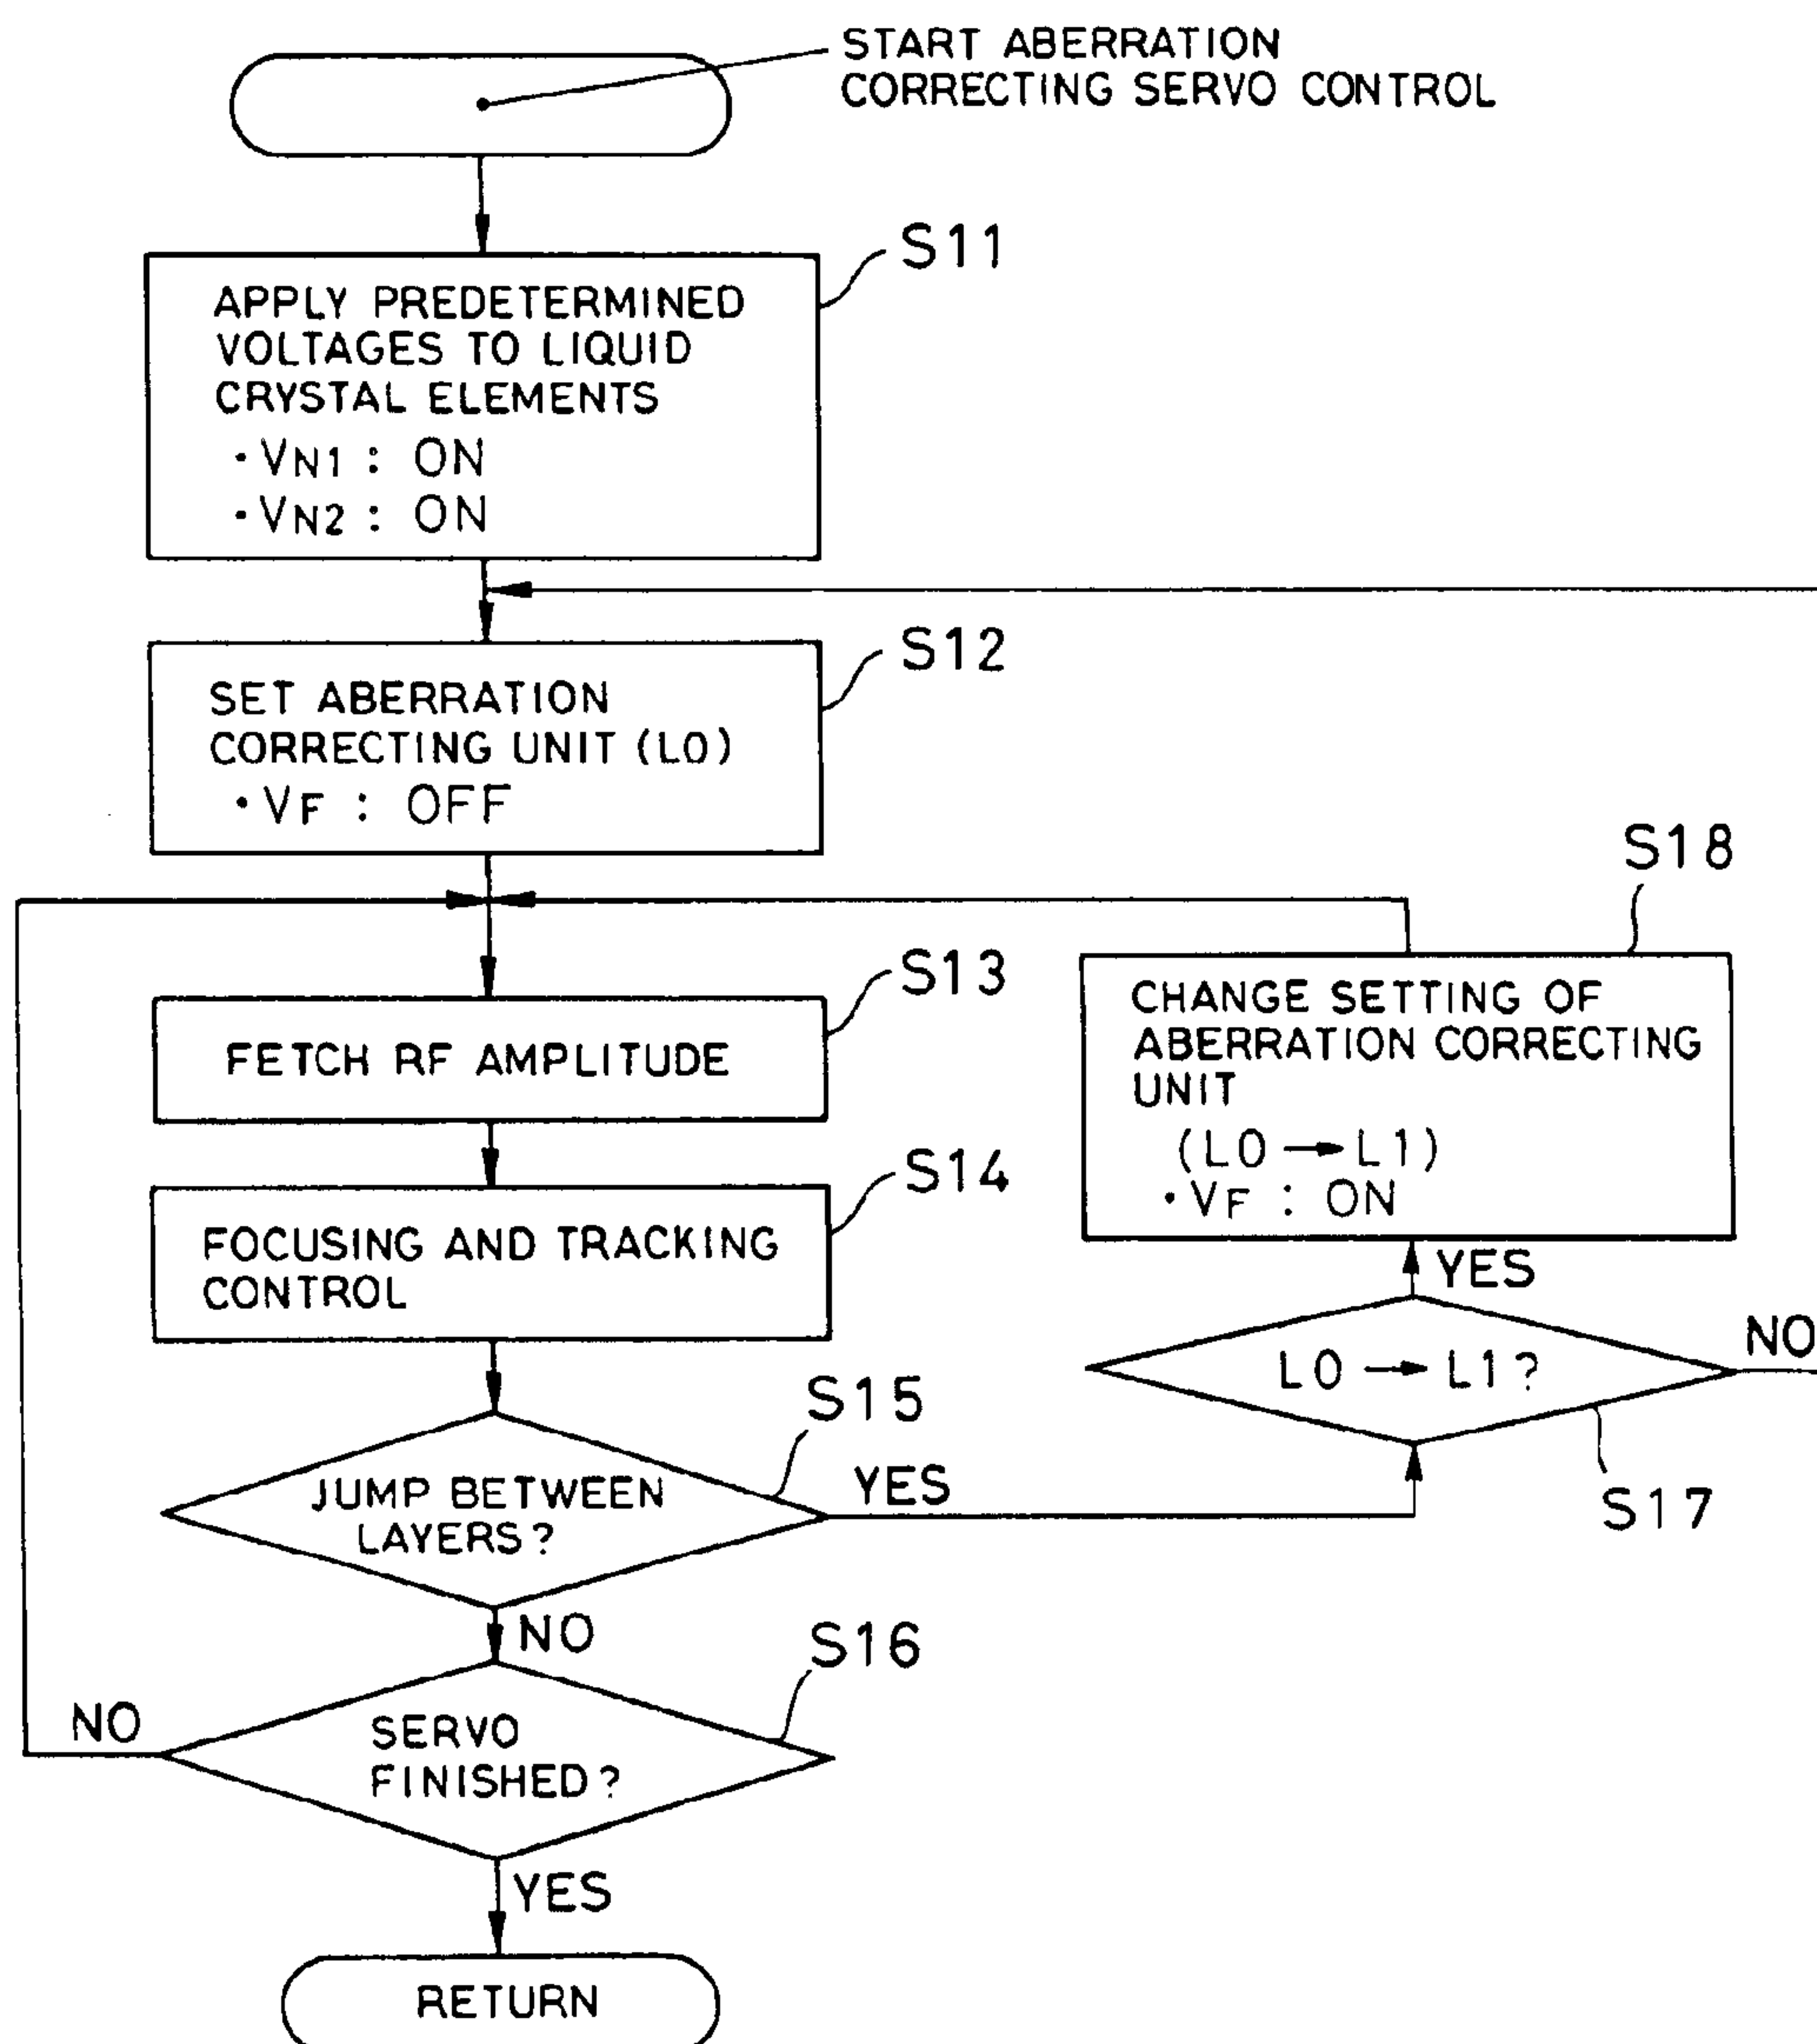 START ABERRATION
CORRECTING SERVO CONTROL
S11
APPLY PREDETERMINED
VOLTAGES TO LIQUID
CRYSTAL ELEMENTS
・VN1 : ON
・VN2 : ON
S12
SET ABERRATION
CORRECTING UNIT (L0)
・VF : OFF
S18
CHANGE SETTING OF
ABERRATION CORRECTING
UNIT
(L0 → L1)
・VF : ON
S13
FETCH RF AMPLITUDE
S14
FOCUSING AND TRACKING
CONTROL
YES
L0 → L1?
NO
S17
S15
JUMP BETWEEN
LAYERS?
YES
NO
S16
SERVO
FINISHED?
NO
YES
RETURN